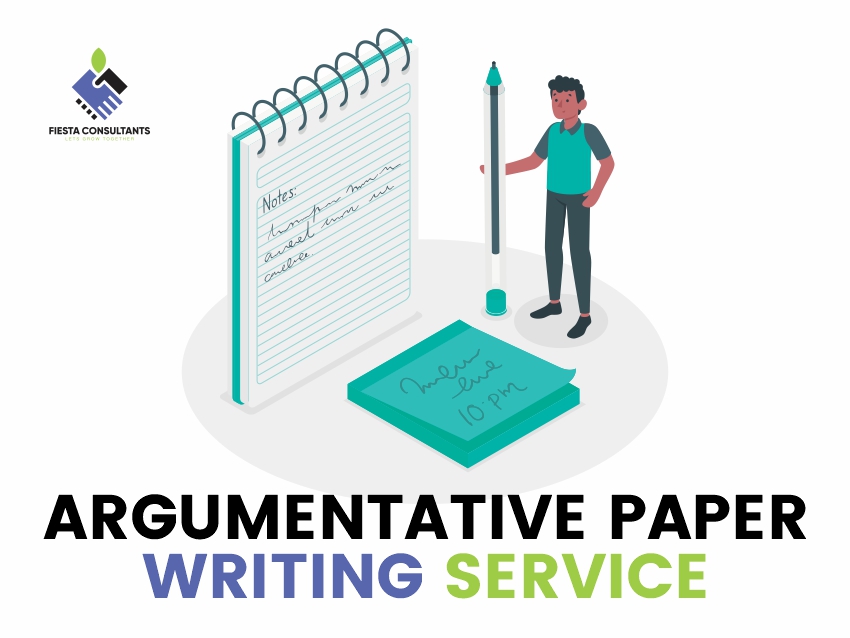 FIESTA CONSULTANTS
LETS GROW TOGETHER
Notes:
10:pm
ARGUMENTATIVE PAPER
WRITING SERVICE